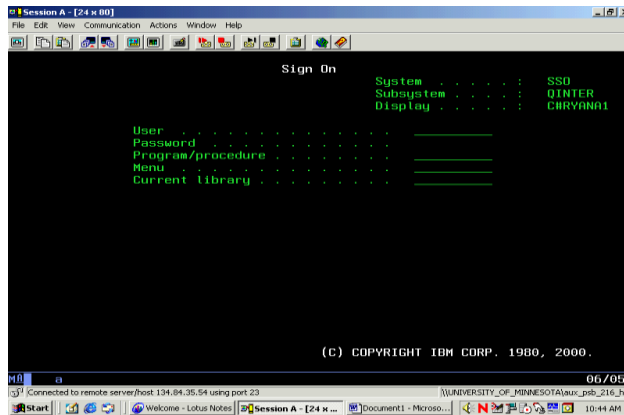 Session A - [24 x 80]
File Edit View Communication Actions Window Help
Sign On
System . . . . . : SSO
Subsystem . . . . : QINTER
Display . . . . . : C#RYANA1
User . . . . . . . . . . . . . .
Password . . . . . . . . . . . .
Program/procedure . . . . . . . .
Menu . . . . . . . . . . . . . .
Current library . . . . . . . . .
(C) COPYRIGHT IBM CORP. 1980, 2000.
MA a 06/05
Connected to remote server/host 134.84.35.54 using port 23 \\UNIVERSITY_OF_MINNESOTA\aux_psb_216_h
Start Welcome - Lotus Notes Session A - [24 x ... Document1 - Microso... 10:44 AM